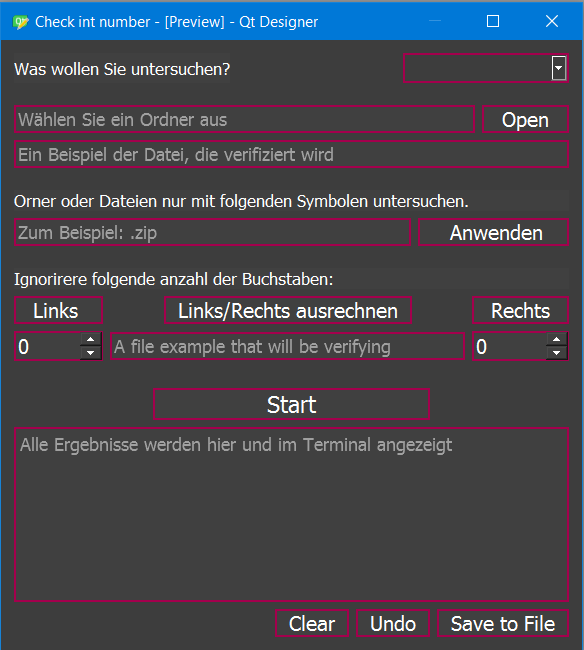 Check int number - [Preview] - Qt Designer
Was wollen Sie untersuchen?
Wählen Sie ein Ordner aus Open
Ein Beispiel der Datei, die verifiziert wird
Orner oder Dateien nur mit folgenden Symbolen untersuchen.
Zum Beispiel: .zip Anwenden
Ignorirere folgende anzahl der Buchstaben:
Links Links/Rechts ausrechnen Rechts
0 A file example that will be verifying 0
Start
Alle Ergebnisse werden hier und im Terminal angezeigt
Clear Undo Save to File